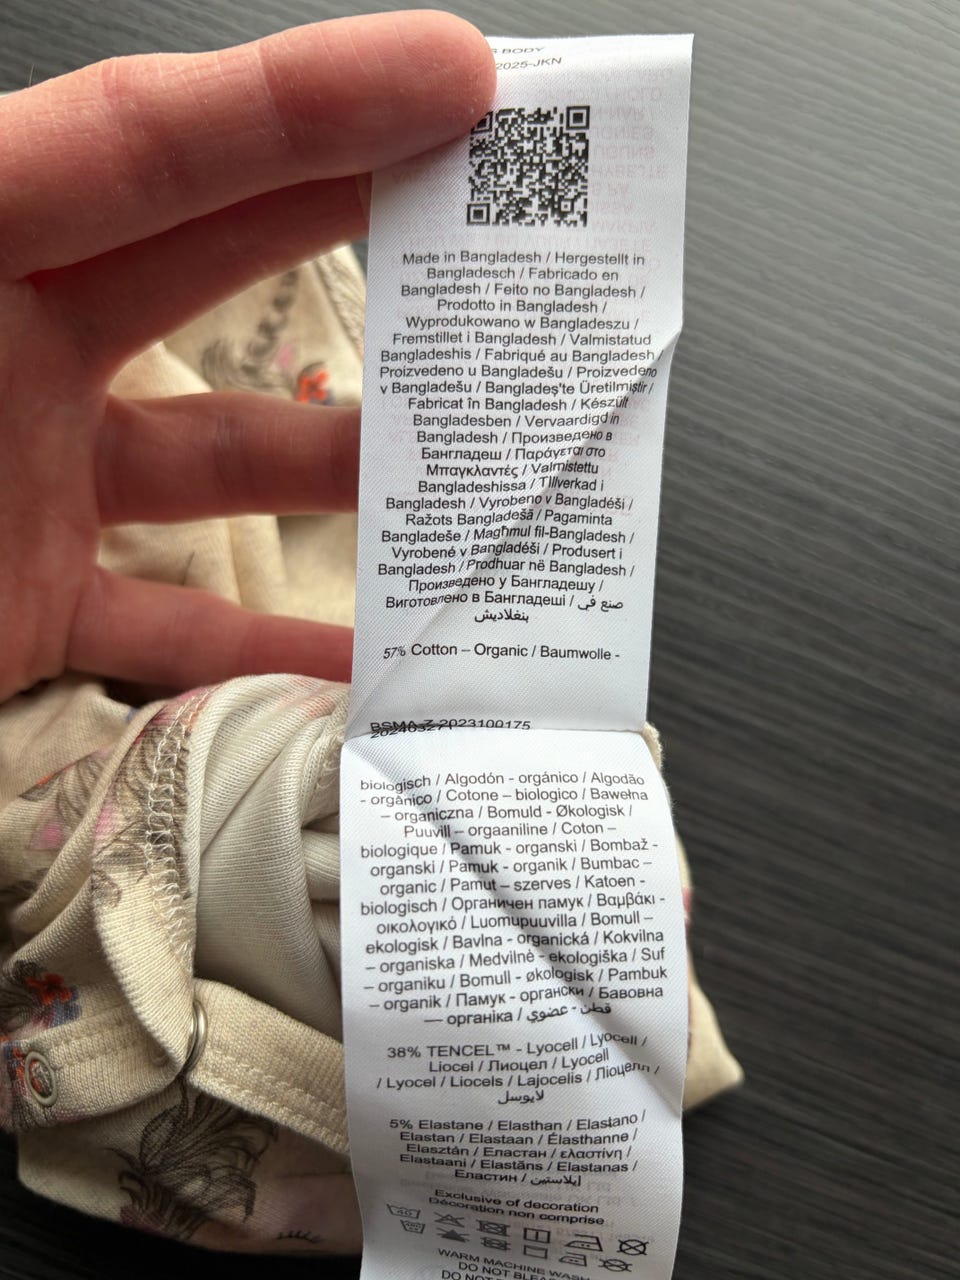 BODY
2025-JKN
Made in Bangladesh / Hergestellt in
Bangladesch / Fabricado en
Bangladesh / Feito no Bangladesh /
Prodotto in Bangladesh /
Wyprodukowano w Bangladeszu /
Fremstillet i Bangladesh / Valmistatud
Bangladeshis / Fabriqué au Bangladesh /
Proizvedeno u Bangladešu / Proizvedeno
v Bangladešu / Bangladeş'te Üretilmiştir /
Fabricat în Bangladesh / Készült
Bangladesben / Vervaardigd in
Bangladesh / Произведено в
Бангладеш / Παράγεται στο
Μπαγκλαντές / Valmistettu
Bangladeshissa / Tillverkad i
Bangladesh / Vyrobeno v Bangladéši /
Ražots Bangladešā / Pagaminta
Bangladeše / Magħmul fil-Bangladesh /
Vyrobené v Bangladéši / Produsert i
Bangladesh / Prodhuar në Bangladesh /
Произведено у Бангладешу /
Виготовлено в Бангладеші / صنع في
بنغلاديش
57% Cotton – Organic / Baumwolle -
BSMA-Z-2023100175
biologisch / Algodón - orgánico / Algodão
- orgânico / Cotone – biologico / Bawełna
– organiczna / Bomuld - Økologisk /
Puuvill – orgaaniline / Coton –
biologique / Pamuk - organski / Bombaž -
organski / Pamuk - organik / Bumbac –
organic / Pamut – szerves / Katoen -
biologisch / Органичен памук / Βαμβάκι -
οικολογικό / Luomupuuvilla / Bomull –
ekologisk / Bavlna - organická / Kokvilna
– organiska / Medvilnė - ekologiška / Suf
– organiku / Bomull - økologisk / Pambuk
– organik / Памук - органски / Бавовна
— органіка / قطن - عضوي
38% TENCEL™ - Lyocell / Lyocell /
Liocel / Лиоцел / Lyocell
/ Lyocel / Liocels / Lajocelis / Ліоцелл /
لايوسل
5% Elastane / Elasthan / Elastano /
Elastan / Elastaan / Élasthanne /
Elasztán / Еластан / ελαστίνη /
Elastaani / Elastāns / Elastanas /
Еластин / إيلاستين
Exclusive of decoration
Décoration non comprise
40
WARM MACHINE WASH
DO NOT BLEACH
DO NOT